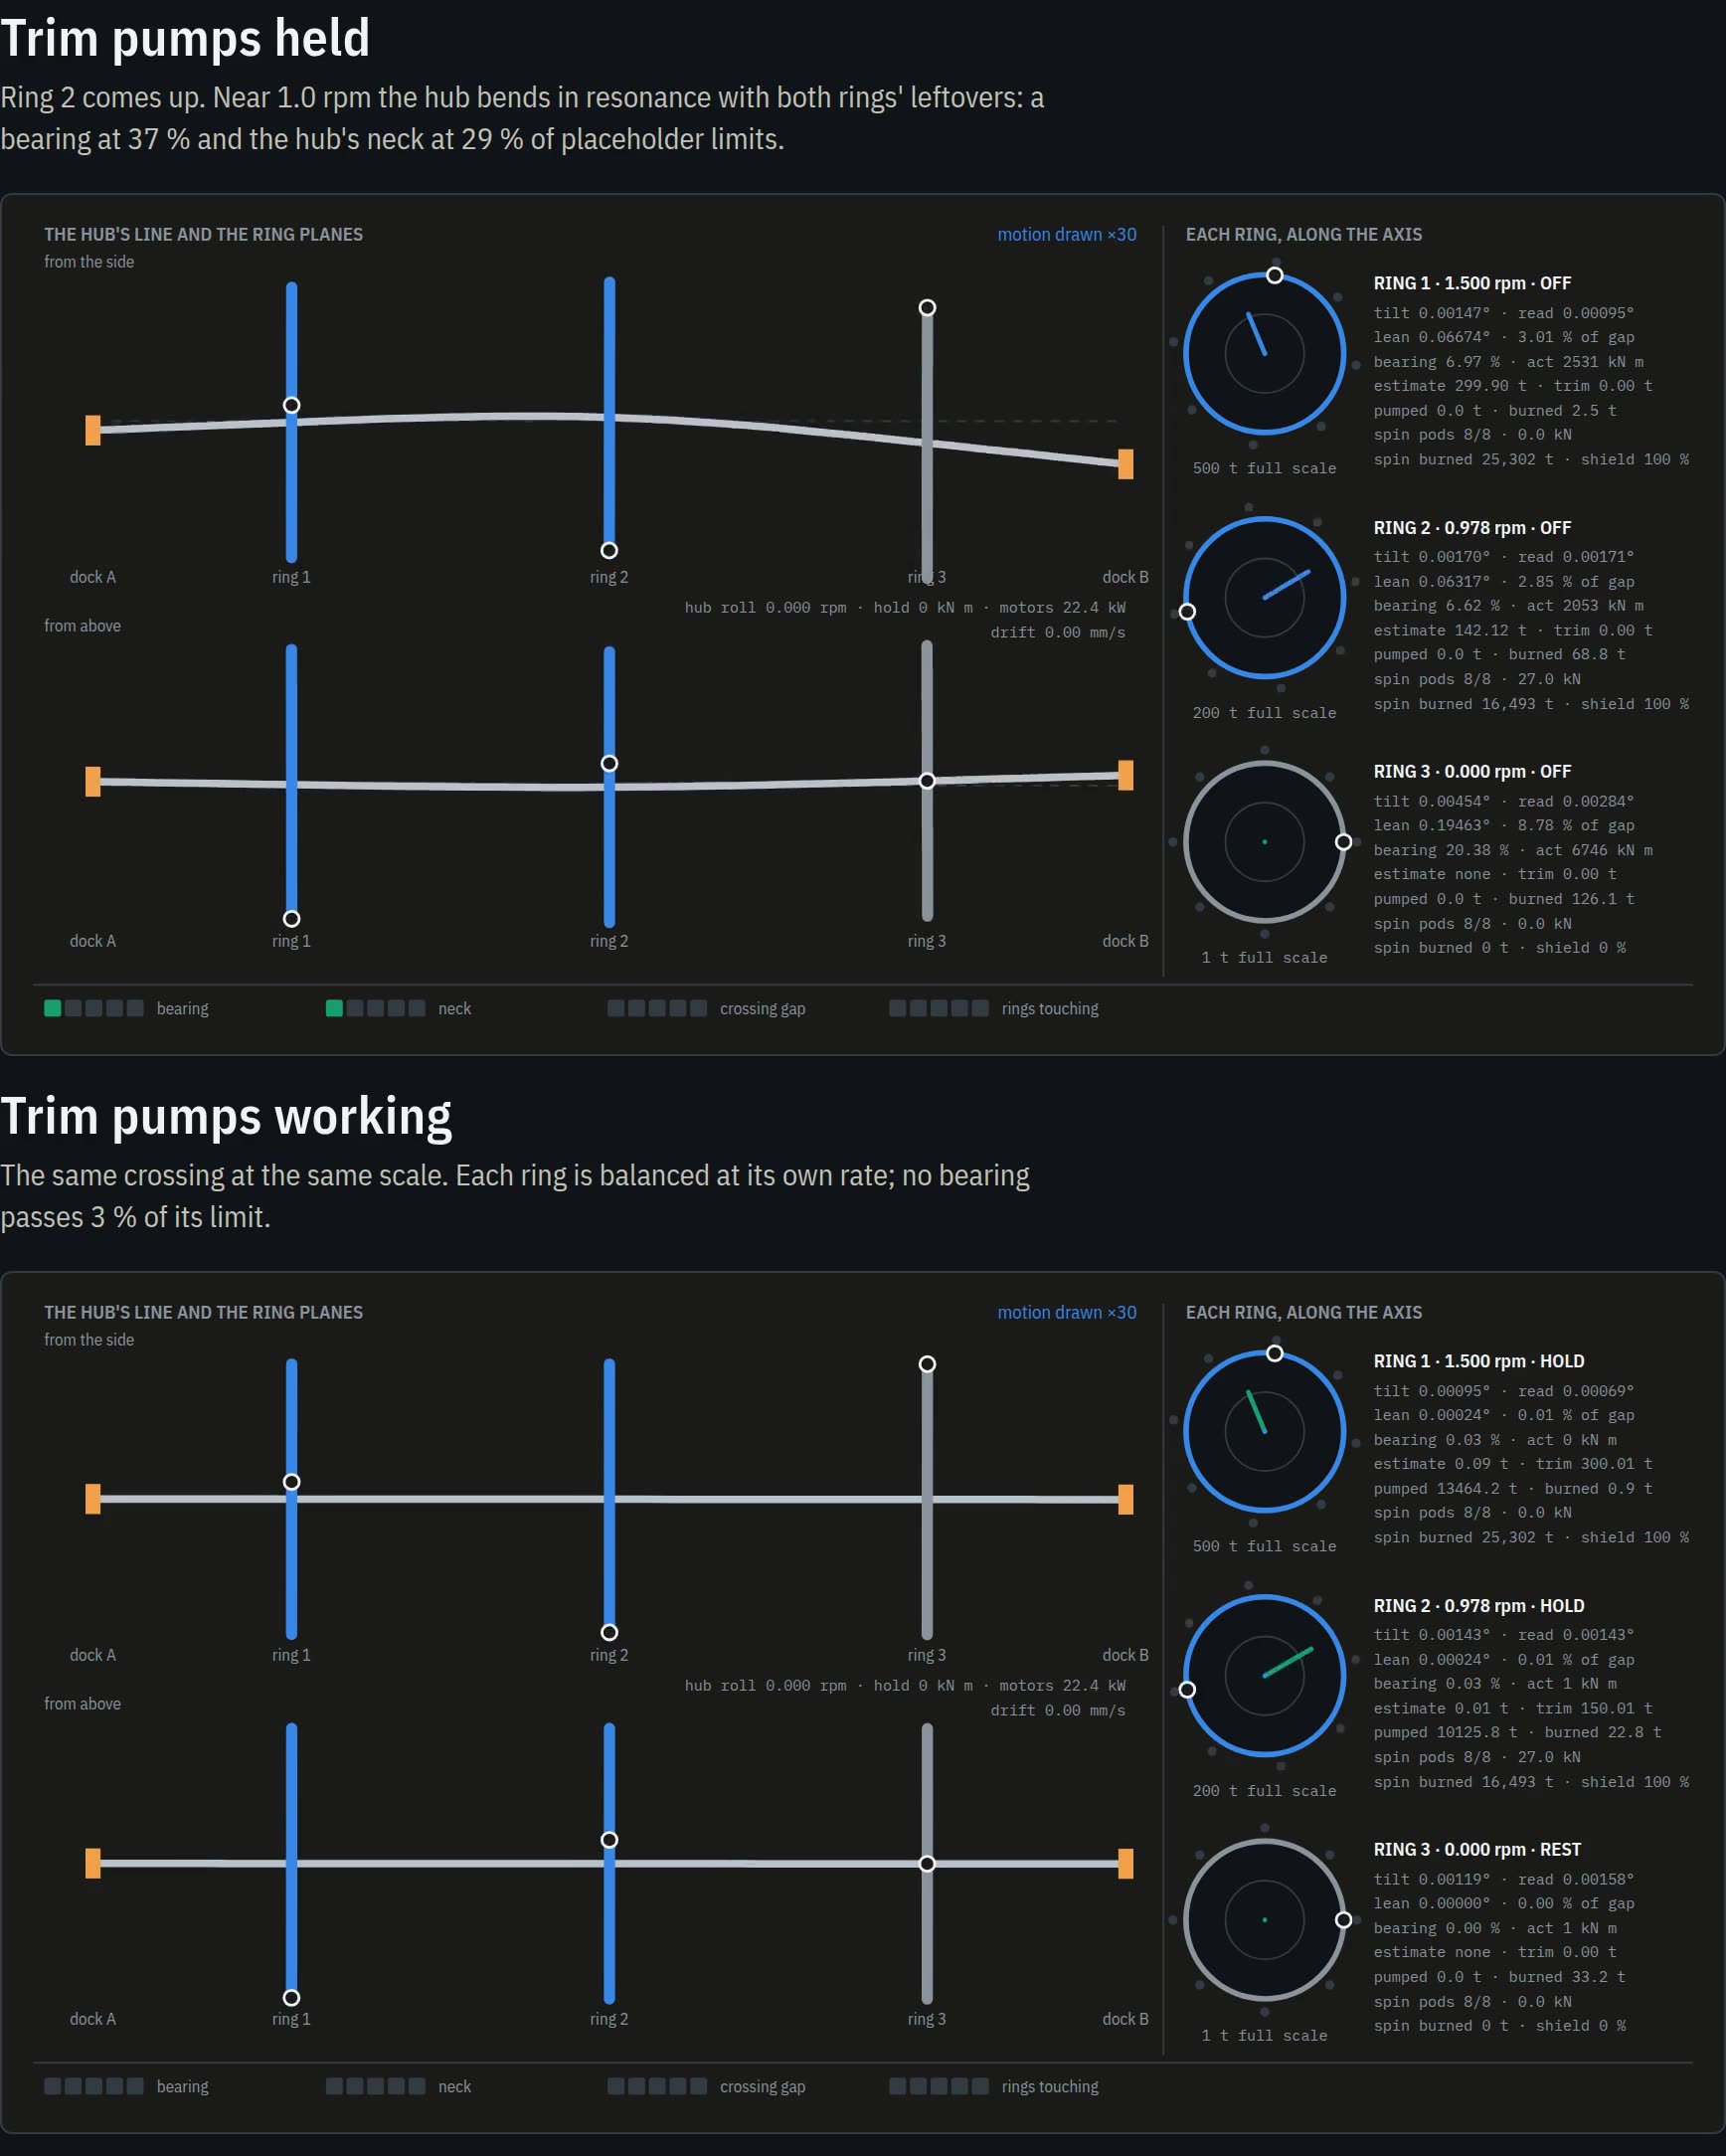 Trim pumps held
Ring 2 comes up. Near 1.0 rpm the hub bends in resonance with both rings' leftovers: a
bearing at 37 % and the hub's neck at 29 % of placeholder limits.
THE HUB'S LINE AND THE RING PLANES
motion drawn ×30
from the side
dock A
ring 1
ring 2
ring 3
dock B
hub roll 0.000 rpm · hold 0 kN m · motors 22.4 kW
drift 0.00 mm/s
from above
dock A
ring 1
ring 2
ring 3
dock B
EACH RING, ALONG THE AXIS
500 t full scale
RING 1 · 1.500 rpm · OFF
tilt 0.00147° · read 0.00095°
lean 0.06674° · 3.01 % of gap
bearing 6.97 % · act 2531 kN m
estimate 299.90 t · trim 0.00 t
pumped 0.0 t · burned 2.5 t
spin pods 8/8 · 0.0 kN
spin burned 25,302 t · shield 100 %
200 t full scale
RING 2 · 0.978 rpm · OFF
tilt 0.00170° · read 0.00171°
lean 0.06317° · 2.85 % of gap
bearing 6.62 % · act 2053 kN m
estimate 142.12 t · trim 0.00 t
pumped 0.0 t · burned 68.8 t
spin pods 8/8 · 27.0 kN
spin burned 16,493 t · shield 100 %
1 t full scale
RING 3 · 0.000 rpm · OFF
tilt 0.00454° · read 0.00284°
lean 0.19463° · 8.78 % of gap
bearing 20.38 % · act 6746 kN m
estimate none · trim 0.00 t
pumped 0.0 t · burned 126.1 t
spin pods 8/8 · 0.0 kN
spin burned 0 t · shield 0 %
bearing
neck
crossing gap
rings touching
Trim pumps working
The same crossing at the same scale. Each ring is balanced at its own rate; no bearing
passes 3 % of its limit.
THE HUB'S LINE AND THE RING PLANES
motion drawn ×30
from the side
dock A
ring 1
ring 2
ring 3
dock B
hub roll 0.000 rpm · hold 0 kN m · motors 22.4 kW
drift 0.00 mm/s
from above
dock A
ring 1
ring 2
ring 3
dock B
EACH RING, ALONG THE AXIS
500 t full scale
RING 1 · 1.500 rpm · HOLD
tilt 0.00095° · read 0.00069°
lean 0.00024° · 0.01 % of gap
bearing 0.03 % · act 0 kN m
estimate 0.09 t · trim 300.01 t
pumped 13464.2 t · burned 0.9 t
spin pods 8/8 · 0.0 kN
spin burned 25,302 t · shield 100 %
200 t full scale
RING 2 · 0.978 rpm · HOLD
tilt 0.00143° · read 0.00143°
lean 0.00024° · 0.01 % of gap
bearing 0.03 % · act 1 kN m
estimate 0.01 t · trim 150.01 t
pumped 10125.8 t · burned 22.8 t
spin pods 8/8 · 27.0 kN
spin burned 16,493 t · shield 100 %
1 t full scale
RING 3 · 0.000 rpm · REST
tilt 0.00119° · read 0.00158°
lean 0.00000° · 0.00 % of gap
bearing 0.00 % · act 1 kN m
estimate none · trim 0.00 t
pumped 0.0 t · burned 33.2 t
spin pods 8/8 · 0.0 kN
spin burned 0 t · shield 0 %
bearing
neck
crossing gap
rings touching